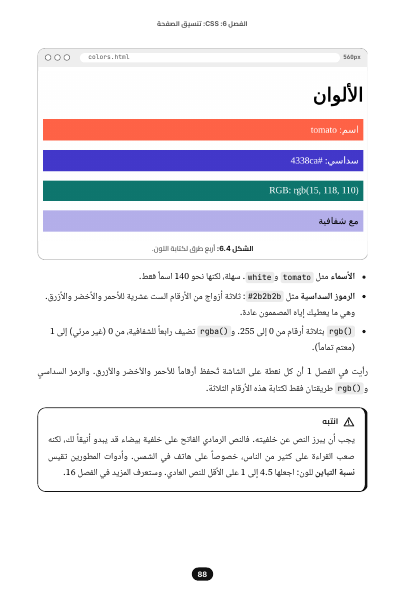 الفصل 6: CSS: تنسيق الصفحة
colors.html
560px
الألوان
اسم: tomato
سداسي: #4338ca
RGB: rgb(15, 118, 110)
مع شفافية
الشكل 6.4: أربع طرق لكتابة اللون.
• الأسماء مثل tomato و white. سهلة، لكنها نحو 140 اسماً فقط.
• الرموز السداسية مثل #2b2b2b: ثلاثة أزواج من الأرقام الست عشرية للأحمر والأخضر والأزرق.
وهي ما يعطيك إياه المصممون عادة.
• rgb() بثلاثة أرقام من 0 إلى 255. و rgba() تضيف رابعاً للشفافية، من 0 (غير مرئي) إلى 1
(معتم تماماً).
رأيت في الفصل 1 أن كل نقطة على الشاشة تُحفظ أرقاماً للأحمر والأخضر والأزرق. والرمز السداسي
و rgb() طريقتان فقط لكتابة هذه الأرقام الثلاثة.
انتبه
يجب أن يبرز النص عن خلفيته. فالنص الرمادي الفاتح على خلفية بيضاء قد يبدو أنيقاً لك، لكنه
صعب القراءة على كثير من الناس، خصوصاً على هاتف في الشمس. وأدوات المطورين تقيس
نسبة التباين للون: اجعلها 4.5 إلى 1 على الأقل للنص العادي. وستعرف المزيد في الفصل 16.
88